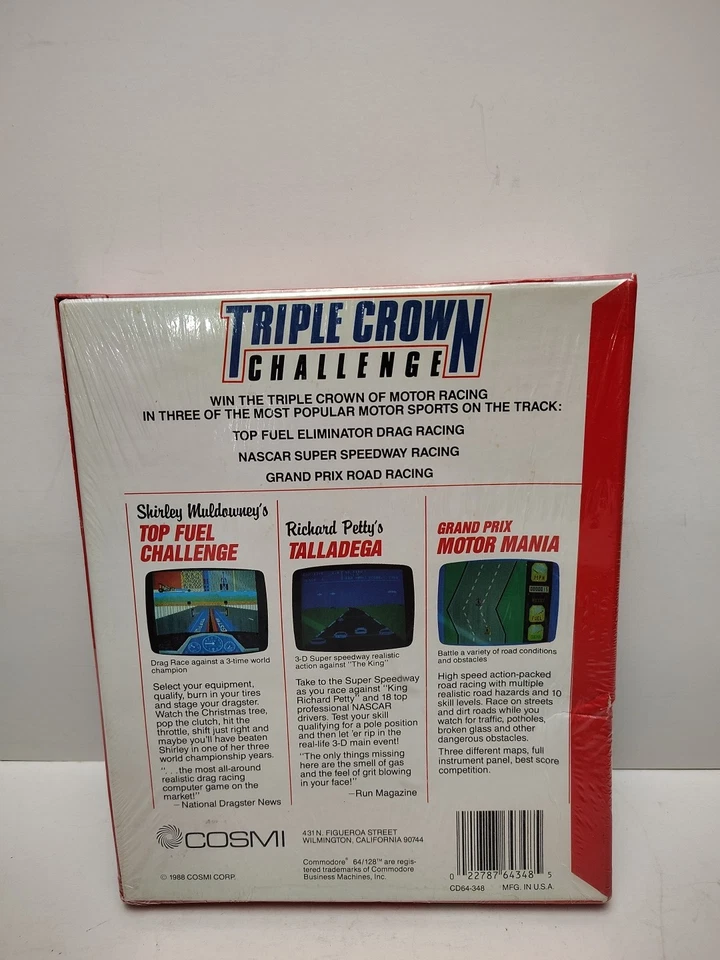 TRIPLE CROWN
CHALLENGE
WIN THE TRIPLE CROWN OF MOTOR RACING
IN THREE OF THE MOST POPULAR MOTOR SPORTS ON THE TRACK:
TOP FUEL ELIMINATOR DRAG RACING
NASCAR SUPER SPEEDWAY RACING
GRAND PRIX ROAD RACING
Shirley Muldowney's
TOP FUEL
CHALLENGE
Drag Race against a 3-time world
champion
Select your equipment,
qualify, burn in your tires
and stage your dragster.
Watch the Christmas tree,
pop the clutch, hit the
throttle, shift just right and
maybe you'll have beaten
Shirley in one of her three
world championship years.
". . .the most all-around
realistic drag racing
computer game on the
market!"
– National Dragster News
Richard Petty's
TALLADEGA
3-D Super speedway realistic
action against "The King"
Take to the Super Speedway
as you race against "King
Richard Petty" and 18 top
professional NASCAR
drivers. Test your skill
qualifying for a pole position
and then let 'er rip in the
real-life 3-D main event!
"The only things missing
here are the smell of gas
and the feel of grit blowing
in your face!"
–Run Magazine
GRAND PRIX
MOTOR MANIA
Battle a variety of road conditions
and obstacles
High speed action-packed
road racing with multiple
realistic road hazards and 10
skill levels. Race on streets
and dirt roads while you
watch for traffic, potholes,
broken glass and other
dangerous obstacles.
Three different maps, full
instrument panel, best score
competition.
COSMI
431 N. FIGUEROA STREET
WILMINGTON, CALIFORNIA 90744
Commodore® 64/128™ are regis-
tered trademarks of Commodore
Business Machines, Inc.
© 1988 COSMI CORP.
0 22787 64348 5
CD64-348 MFG. IN U.S.A